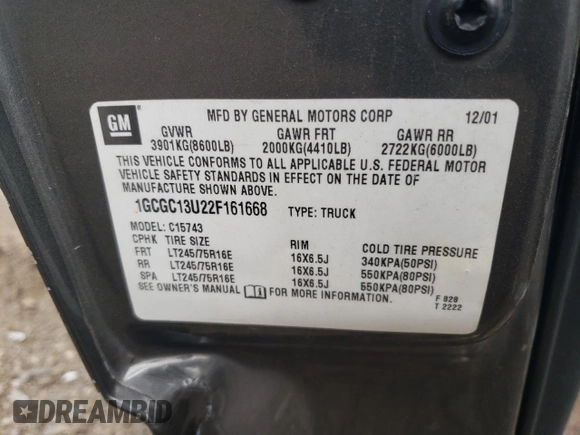 GM
MFD BY GENERAL MOTORS CORP 12/01
GVWR GAWR FRT GAWR RR
3901KG(8600LB) 2000KG(4410LB) 2722KG(6000LB)
THIS VEHICLE CONFORMS TO ALL APPLICABLE U.S. FEDERAL MOTOR
VEHICLE SAFETY STANDARDS IN EFFECT ON THE DATE OF
MANUFACTURE SHOWN ABOVE.
1GCGC13U22F161668 TYPE: TRUCK
MODEL: C15743
CPHK TIRE SIZE RIM COLD TIRE PRESSURE
FRT LT245/75R16E 16X6.5J 340KPA(50PSI)
RR LT245/75R16E 16X6.5J 550KPA(80PSI)
SPA LT245/75R16E 16X6.5J 550KPA(80PSI)
SEE OWNER'S MANUAL FOR MORE INFORMATION.
F 828
T 2222
DREAMBID